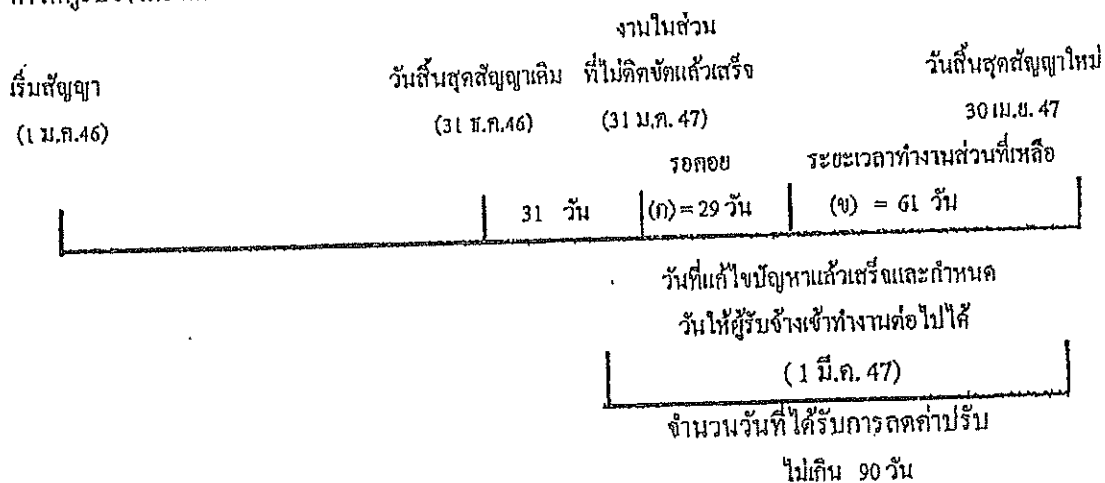 งานในส่วน
เริ่มสัญญา วันสิ้นสุดสัญญาเดิม ที่ไม่ติดขัดแล้วเสร็จ วันสิ้นสุดสัญญาใหม่
(1 ม.ค.46) (31 ธ.ค.46) (31 ม.ค. 47) 30 เม.ย. 47
รอคอย ระยะเวลาทำงานส่วนที่เหลือ
31 วัน (ก) = 29 วัน (ข) = 61 วัน
วันที่แก้ไขปัญหาแล้วเสร็จและกำหนด
วันให้ผู้รับจ้างเข้าทำงานต่อไปได้
(1 มี.ค. 47)
จำนวนวันที่ได้รับการลดค่าปรับ
ไม่เกิน 90 วัน